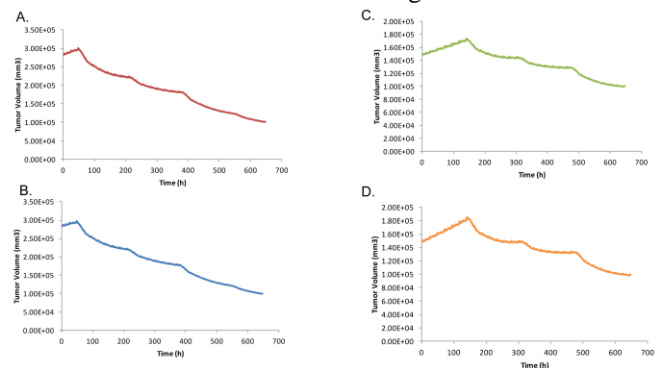 A.
3.50E+05
3.00E+05
2.50E+05
2.00E+05
1.50E+05
1.00E+05
5.00E+04
0.00E+00
Tumor Volume (mm3)
0 100 200 300 400 500 600 700
Time (h)
B.
3.50E+05
3.00E+05
2.50E+05
2.00E+05
1.50E+05
1.00E+05
5.00E+04
0.00E+00
Tumor Volume (mm3)
0 100 200 300 400 500 600 700
Time (h)
C.
2.00E+05
1.80E+05
1.60E+05
1.40E+05
1.20E+05
1.00E+05
8.00E+04
6.00E+04
4.00E+04
2.00E+04
0.00E+00
Tumor Volume (mm3)
0 100 200 300 400 500 600 700
Time (h)
D.
2.00E+05
1.80E+05
1.60E+05
1.40E+05
1.20E+05
1.00E+05
8.00E+04
6.00E+04
4.00E+04
2.00E+04
0.00E+00
Tumor Volume (mm3)
0 100 200 300 400 500 600 700
Time (h)